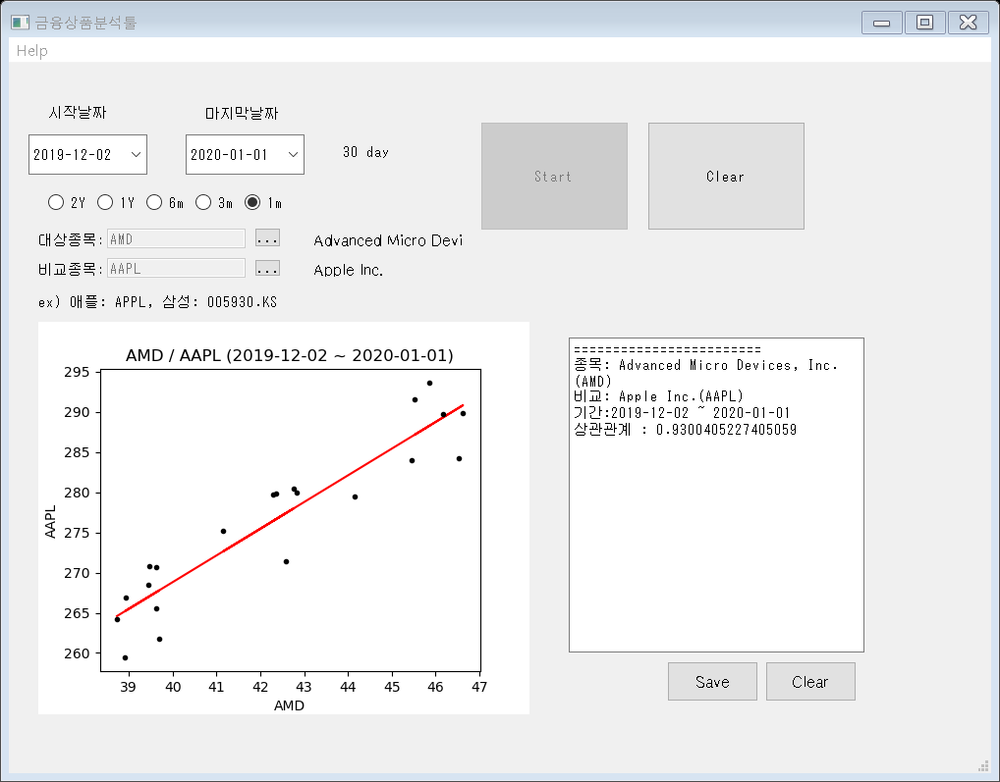 금융상품분석툴
Help
시작날짜 마지막날짜
2019-12-02 2020-01-01 30 day
2Y 1Y 6m 3m 1m
Start Clear
대상종목: AMD ... Advanced Micro Devi
비교종목: AAPL ... Apple Inc.
ex) 애플: APPL, 삼성: 005930.KS
AMD / AAPL (2019-12-02 ~ 2020-01-01)
295
290
285
280
275
270
265
260
AAPL
39 40 41 42 43 44 45 46 47
AMD
========================
종목: Advanced Micro Devices, Inc.
(AMD)
비교: Apple Inc.(AAPL)
기간:2019-12-02 ~ 2020-01-01
상관관계 : 0.9300405227405059
Save Clear